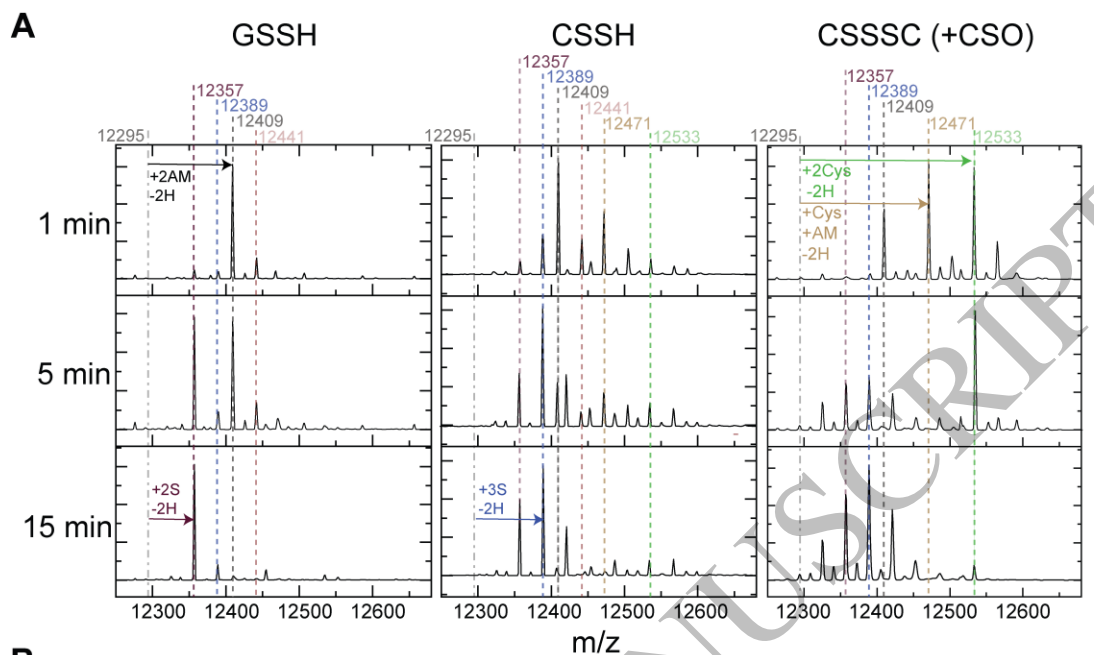 A
GSSH CSSH CSSSC (+CSO)
12357 12357 12357
12389 12389 12389
12409 12409 12409
12441
12295 12441 12295 12471 12295 12471
12533 12533
1 min
+2AM
-2H
+2Cys
-2H
+Cys
+AM
-2H
5 min
15 min
+2S
-2H
+3S
-2H
12300 12400 12500 12600 12300 12400 12500 12600 12300 12400 12500 12600
m/z
NUSCRIPT